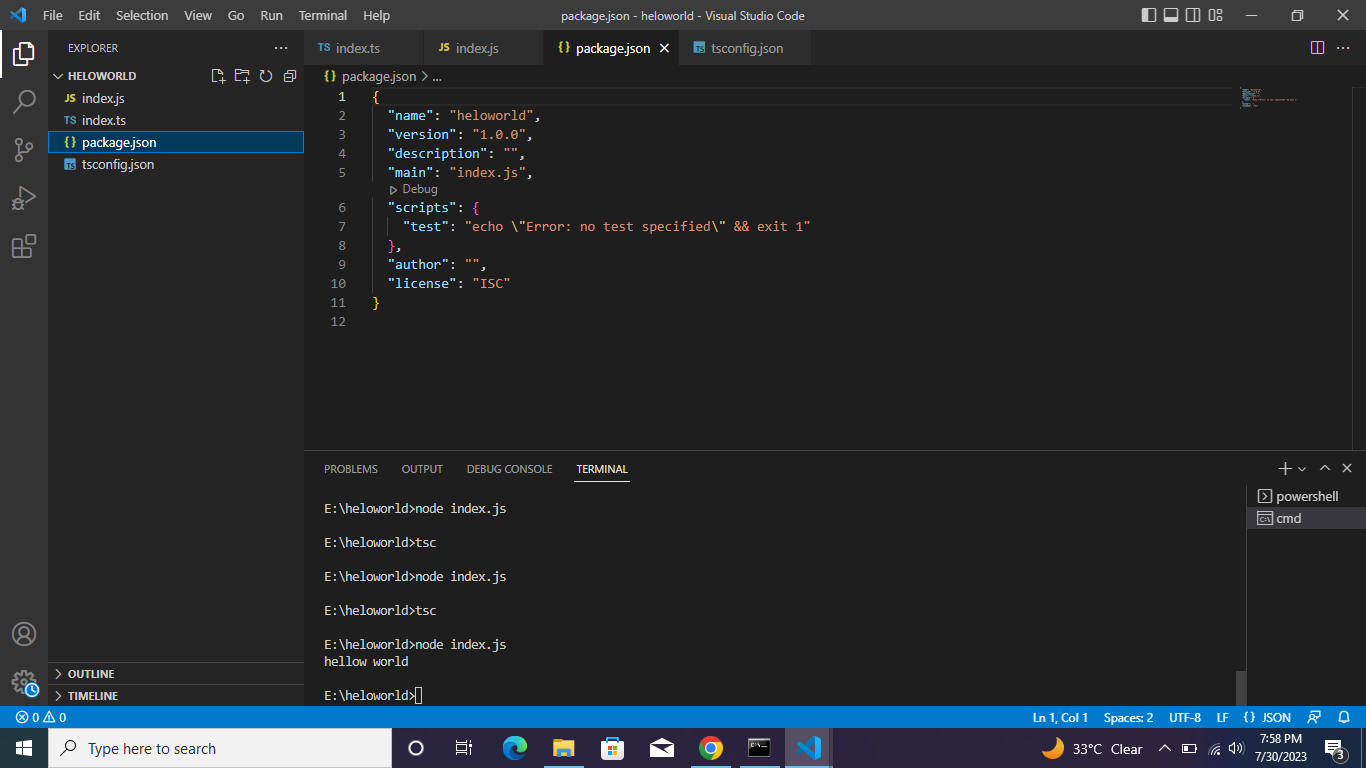 File Edit Selection View Go Run Terminal Help
package.json - heloworld - Visual Studio Code
EXPLORER
HELOWORLD
JS index.js
TS index.ts
{} package.json
TS tsconfig.json
OUTLINE
TIMELINE
TS index.ts
JS index.js
{} package.json
TS tsconfig.json
{} package.json > ...
1 {
2 "name": "heloworld",
3 "version": "1.0.0",
4 "description": "",
5 "main": "index.js",
Debug
6 "scripts": {
7 "test": "echo \"Error: no test specified\" && exit 1"
8 },
9 "author": "",
10 "license": "ISC"
11 }
12
PROBLEMS OUTPUT DEBUG CONSOLE TERMINAL
E:\heloworld>node index.js
E:\heloworld>tsc
E:\heloworld>node index.js
E:\heloworld>tsc
E:\heloworld>node index.js
hellow world
E:\heloworld>
powershell
cmd
0 0
Ln 1, Col 1 Spaces: 2 UTF-8 LF {} JSON
Type here to search
33°C Clear
7:58 PM
7/30/2023
3